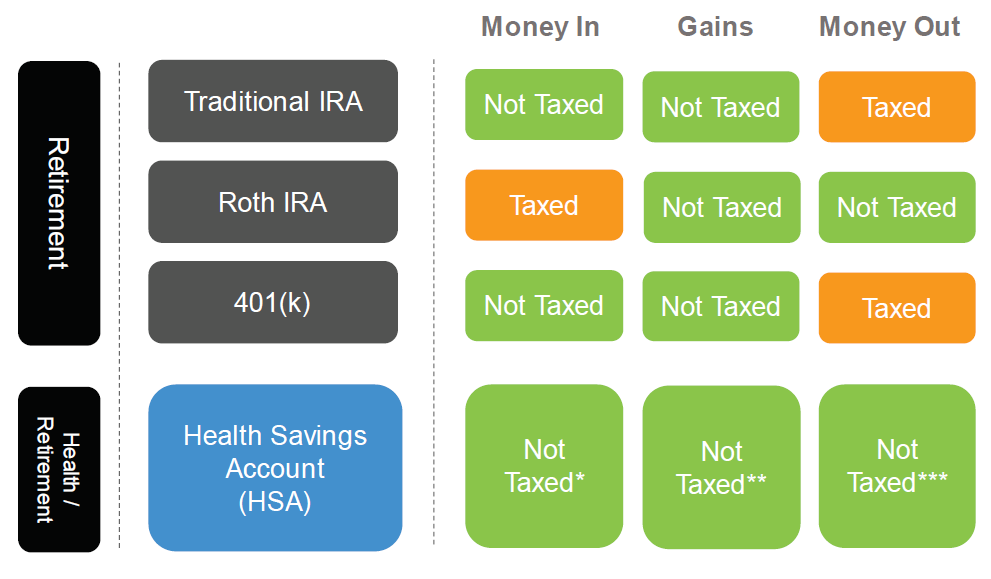 Money In Gains Money Out
Retirement
Traditional IRA Not Taxed Not Taxed Taxed
Roth IRA Taxed Not Taxed Not Taxed
401(k) Not Taxed Not Taxed Taxed
Health /
Retirement
Health Savings
Account
(HSA)
Not
Taxed*
Not
Taxed**
Not
Taxed***